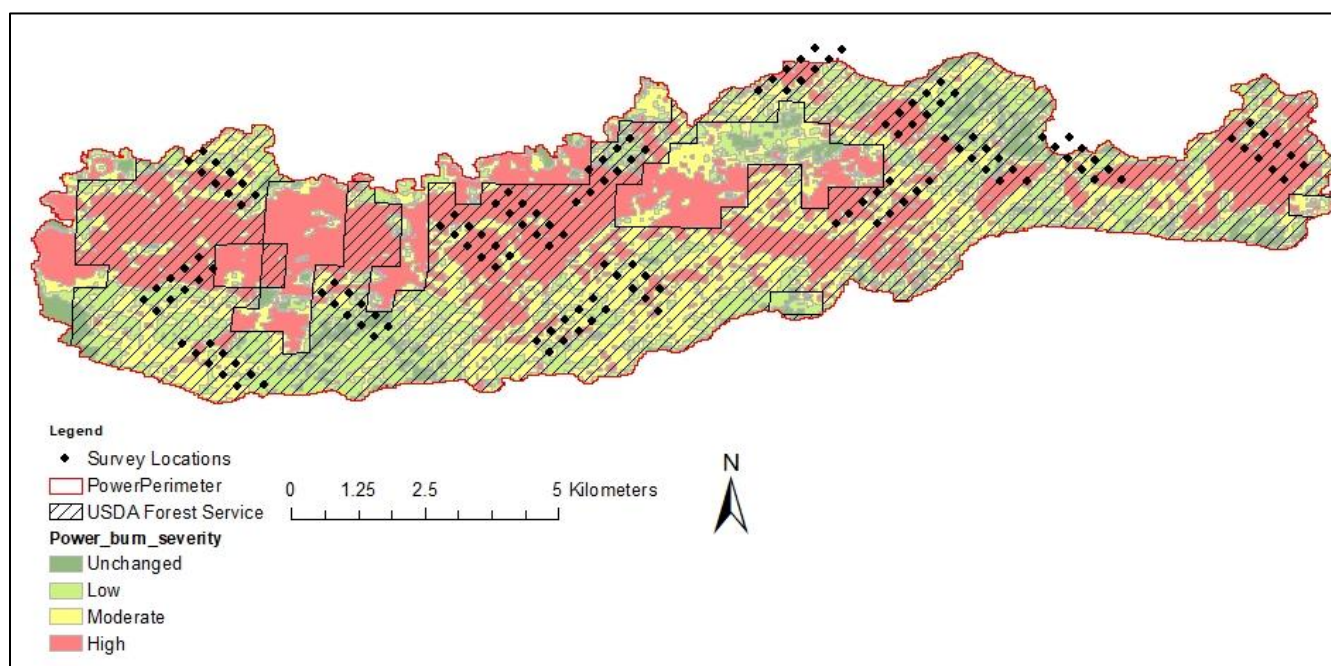 Legend
Survey Locations
PowerPerimeter
USDA Forest Service
Power_burn_severity
Unchanged
Low
Moderate
High
0 1.25 2.5 5 Kilometers
N